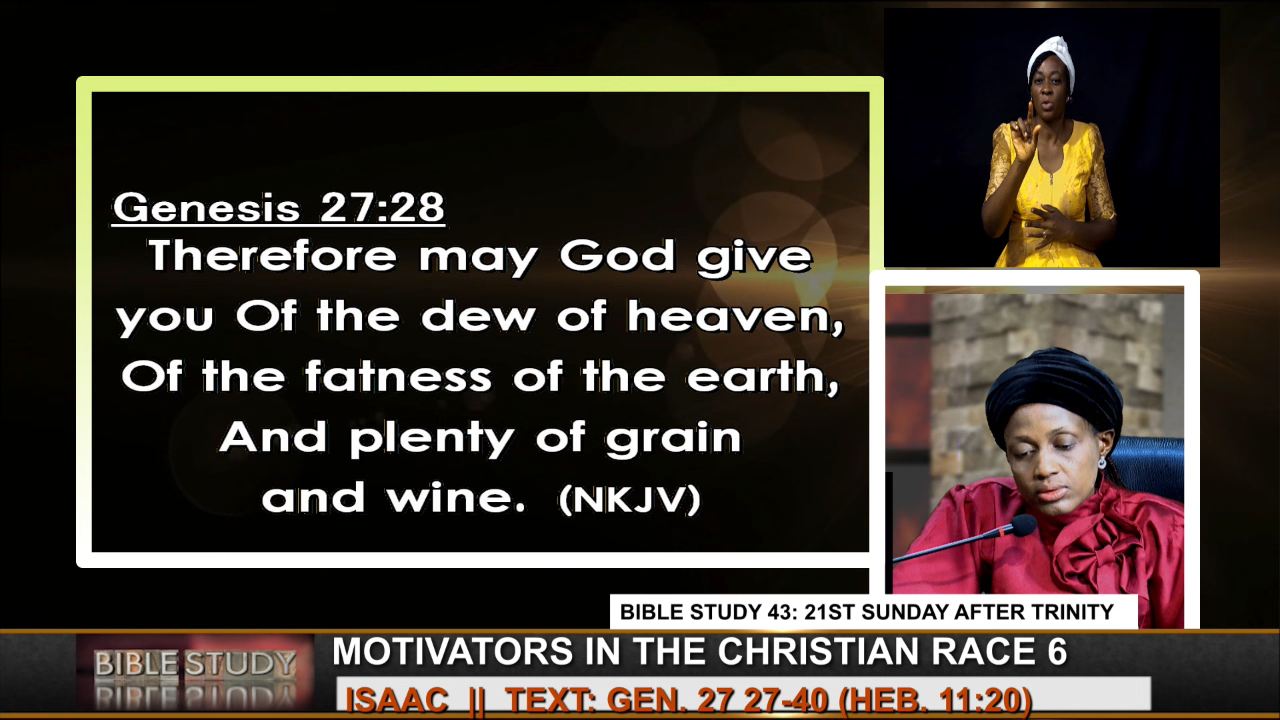 Genesis 27:28
Therefore may God give
you Of the dew of heaven,
Of the fatness of the earth,
And plenty of grain
and wine. (NKJV)
BIBLE STUDY 43: 21ST SUNDAY AFTER TRINITY
BIBLE STUDY
MOTIVATORS IN THE CHRISTIAN RACE 6
ISAAC || TEXT: GEN. 27 27-40 (HEB. 11:20)